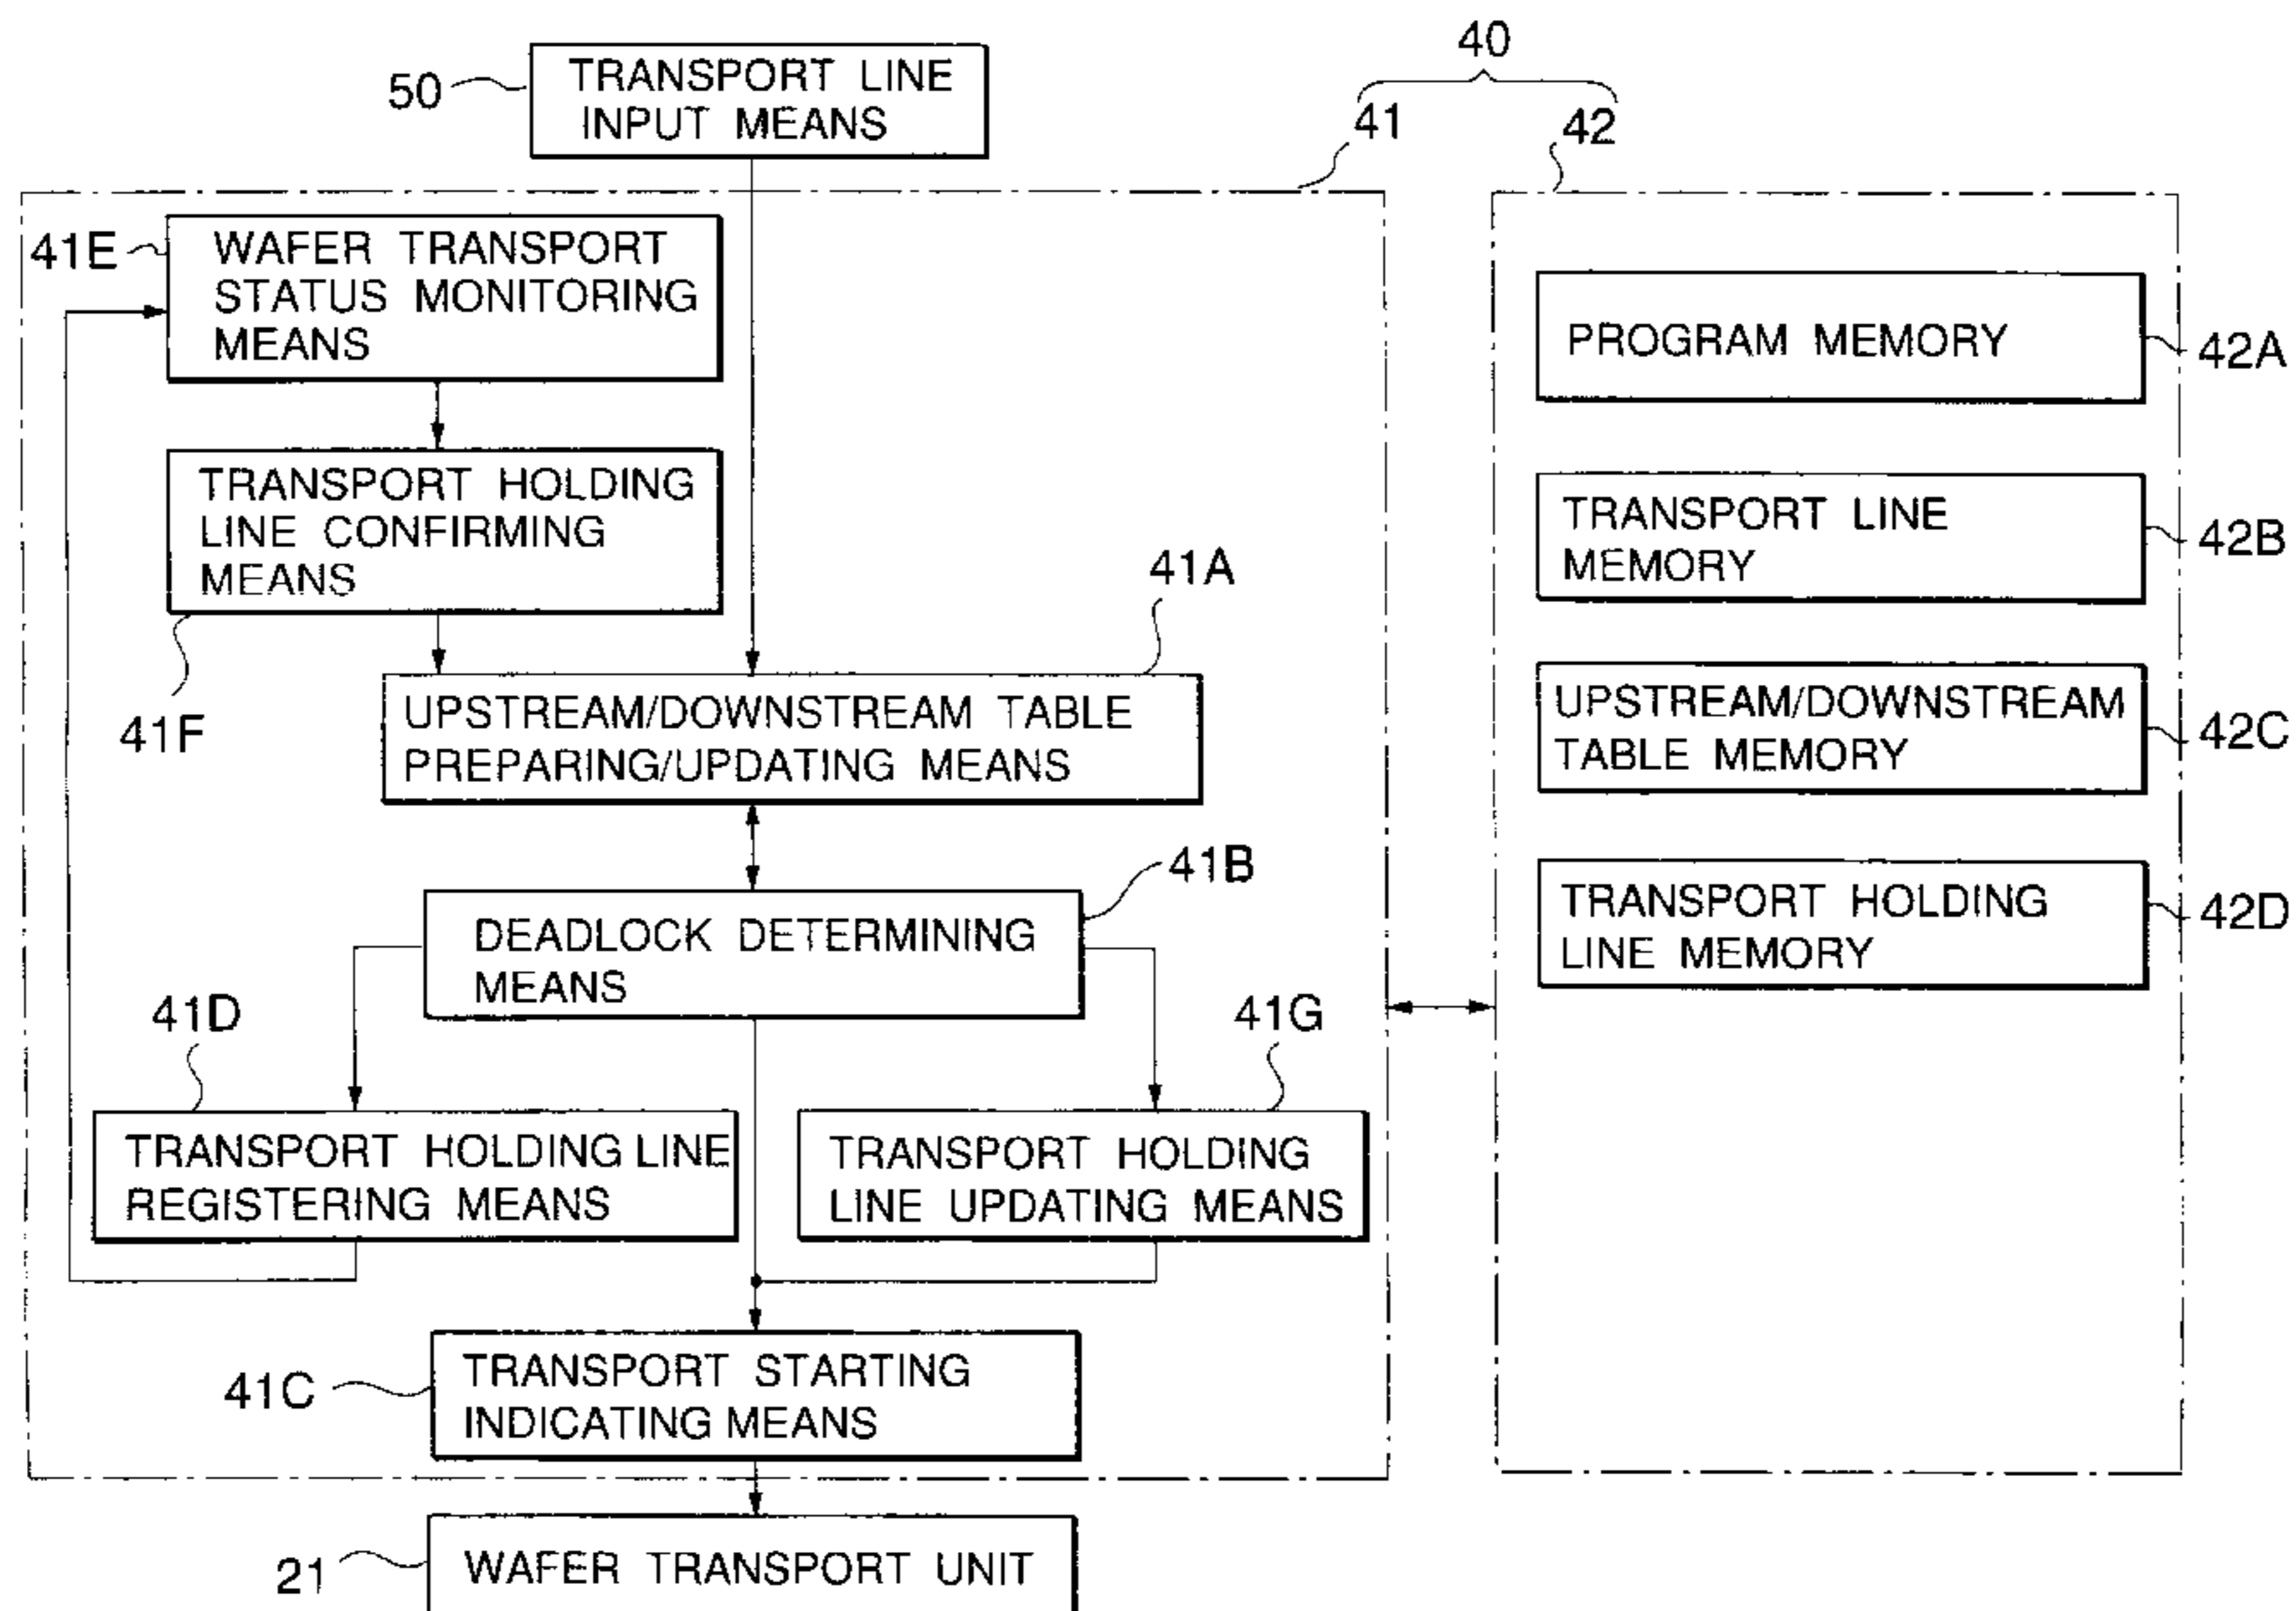 40
50
TRANSPORT LINE
INPUT MEANS
41
42
41E
WAFER TRANSPORT
STATUS MONITORING
MEANS
TRANSPORT HOLDING
LINE CONFIRMING
MEANS
41F
41A
UPSTREAM/DOWNSTREAM TABLE
PREPARING/UPDATING MEANS
41B
DEADLOCK DETERMINING
MEANS
41D
TRANSPORT HOLDING LINE
REGISTERING MEANS
41G
TRANSPORT HOLDING
LINE UPDATING MEANS
41C
TRANSPORT STARTING
INDICATING MEANS
21
WAFER TRANSPORT UNIT
PROGRAM MEMORY
42A
TRANSPORT LINE
MEMORY
42B
UPSTREAM/DOWNSTREAM
TABLE MEMORY
42C
TRANSPORT HOLDING
LINE MEMORY
42D